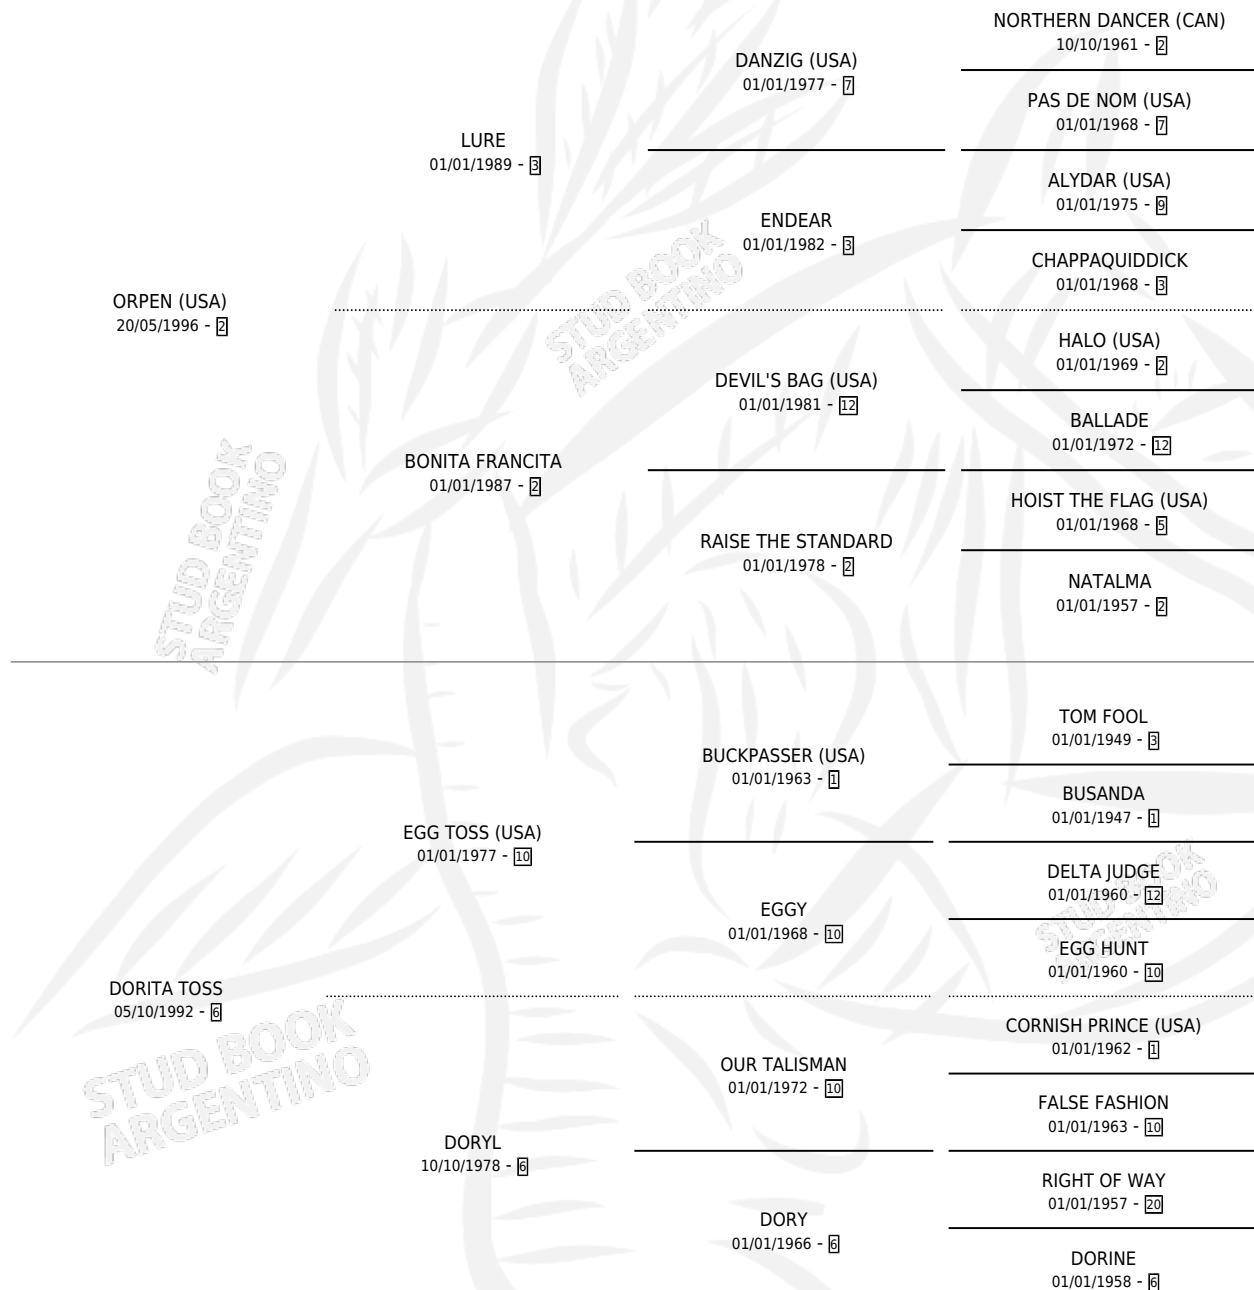 NORTHERN DANCER (CAN)
10/10/1961 - 2
DANZIG (USA)
01/01/1977 - 7
PAS DE NOM (USA)
01/01/1968 - 7
LURE
01/01/1989 - 3
ALYDAR (USA)
01/01/1975 - 9
ENDEAR
01/01/1982 - 3
CHAPPAQUIDDICK
01/01/1968 - 3
ORPEN (USA)
20/05/1996 - 2
STUD BOOK
ARGENTINO
HALO (USA)
01/01/1969 - 2
DEVIL'S BAG (USA)
01/01/1981 - 12
BALLADE
01/01/1972 - 12
BONITA FRANCITA
01/01/1987 - 2
HOIST THE FLAG (USA)
01/01/1968 - 5
RAISE THE STANDARD
01/01/1978 - 2
NATALMA
01/01/1957 - 2
STUD BOOK
ARGENTINO
TOM FOOL
01/01/1949 - 3
BUCKPASSER (USA)
01/01/1963 - 1
BUSANDA
01/01/1947 - 1
EGG TOSS (USA)
01/01/1977 - 10
DELTA JUDGE
01/01/1960 - 12
EGGY
01/01/1968 - 10
EGG HUNT
01/01/1960 - 10
STUD BOOK
ARGENTINO
DORITA TOSS
05/10/1992 - 6
CORNISH PRINCE (USA)
01/01/1962 - 1
OUR TALISMAN
01/01/1972 - 10
FALSE FASHION
01/01/1963 - 10
STUD BOOK
ARGENTINO
DORYL
10/10/1978 - 6
RIGHT OF WAY
01/01/1957 - 20
DORY
01/01/1966 - 6
DORINE
01/01/1958 - 6